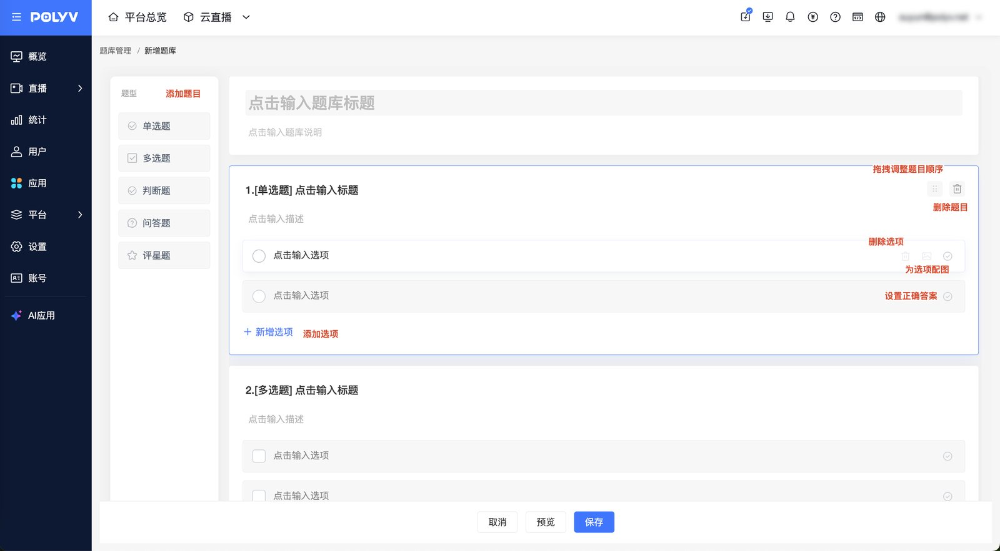 POLYV
平台总览
云直播
概览
直播
统计
用户
应用
平台
设置
账号
AI应用
题库管理 / 新增题库
题型
添加题目
单选题
多选题
判断题
问答题
评星题
点击输入题库标题
点击输入题库说明
拖拽调整题目顺序
1.[单选题] 点击输入标题
删除题目
点击输入描述
删除选项
点击输入选项
为选项配图
点击输入选项
设置正确答案
+ 新增选项
添加选项
2.[多选题] 点击输入标题
点击输入描述
点击输入选项
点击输入选项
取消
预览
保存